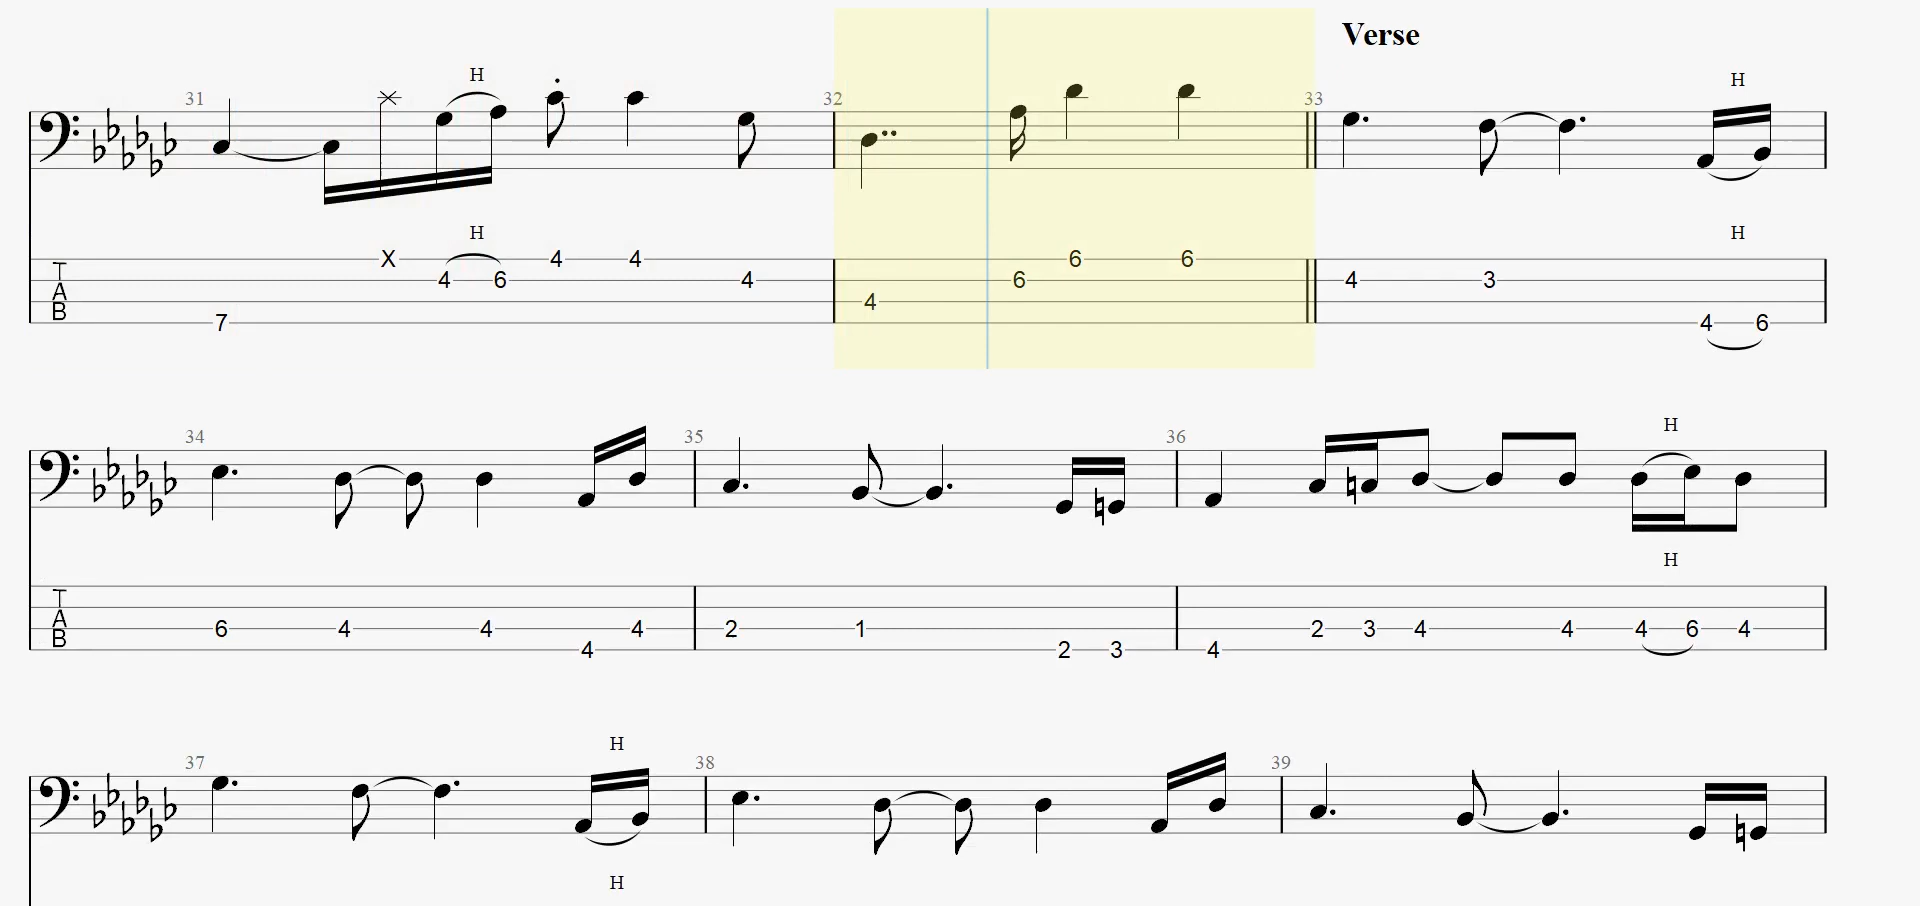 Verse
31 H 32 33 H
H H
T A B
X 4 6 4 4 4 4 6 6 6 4 3
7 4 6
34 35 36 H
H
T A B
6 4 4 4 2 1 2 3 4 4 4 6 4
4 2 3 4
37 H 38 39
H